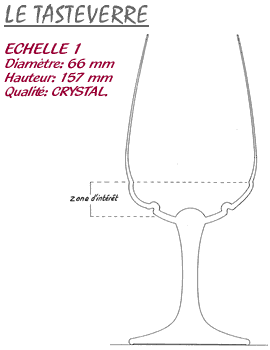 LE TASTEVERRE
ECHELLE 1
Diamètre: 66 mm
Hauteur: 157 mm
Qualité: CRYSTAL.
zone d'intérêt